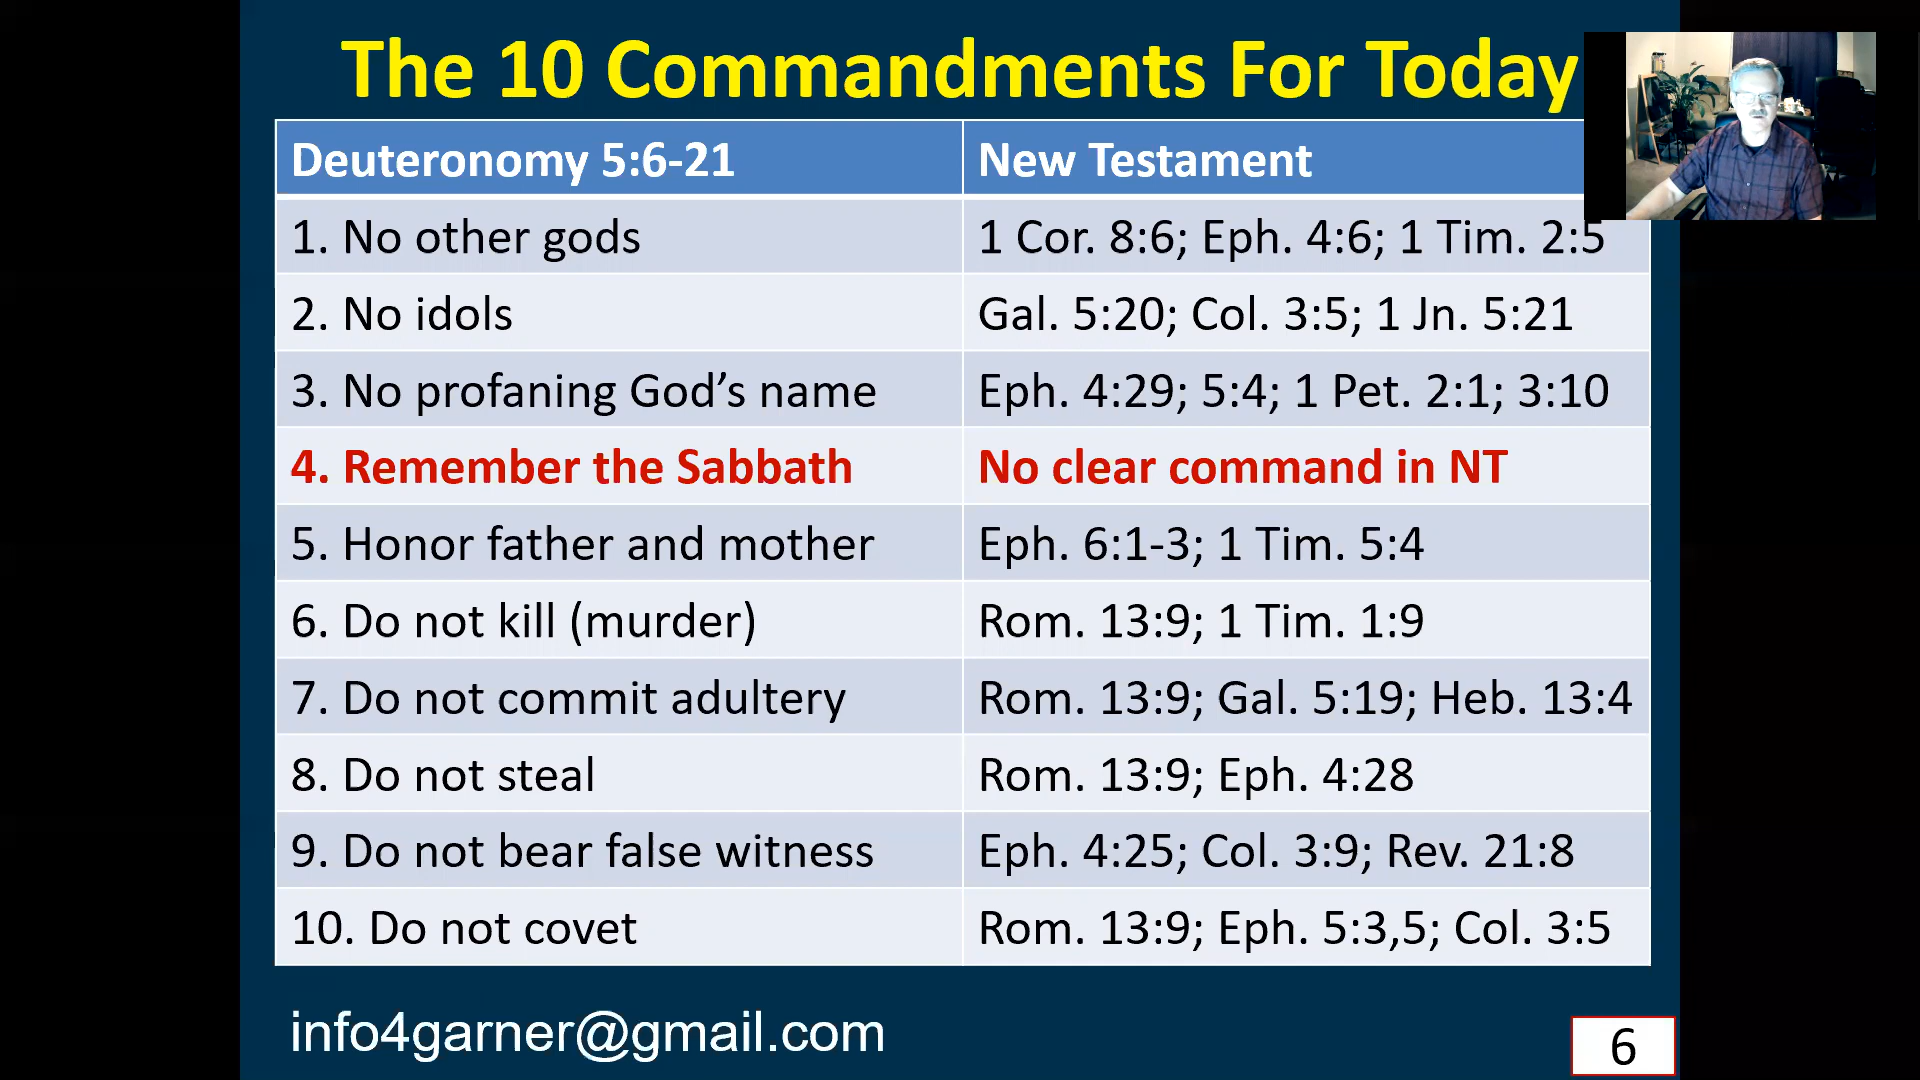 The 10 Commandments For Today
Deuteronomy 5:6-21 New Testament
1. No other gods 1 Cor. 8:6; Eph. 4:6; 1 Tim. 2:5
2. No idols Gal. 5:20; Col. 3:5; 1 Jn. 5:21
3. No profaning God’s name Eph. 4:29; 5:4; 1 Pet. 2:1; 3:10
4. Remember the Sabbath No clear command in NT
5. Honor father and mother Eph. 6:1-3; 1 Tim. 5:4
6. Do not kill (murder) Rom. 13:9; 1 Tim. 1:9
7. Do not commit adultery Rom. 13:9; Gal. 5:19; Heb. 13:4
8. Do not steal Rom. 13:9; Eph. 4:28
9. Do not bear false witness Eph. 4:25; Col. 3:9; Rev. 21:8
10. Do not covet Rom. 13:9; Eph. 5:3,5; Col. 3:5
info4garner@gmail.com
6